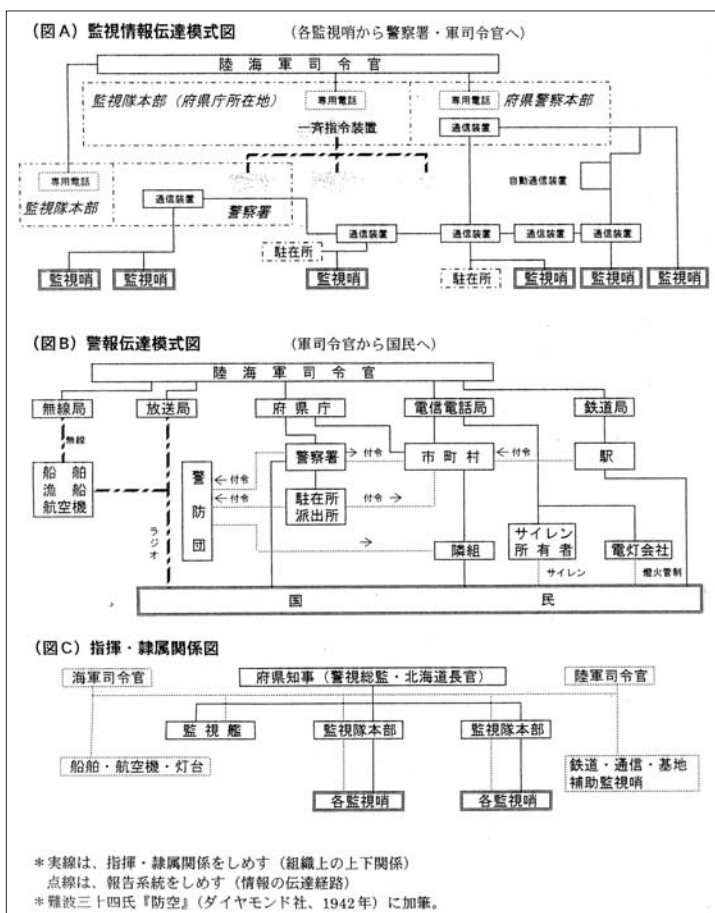 (図A) 監視情報伝達模式図 (各監視哨から警察署・軍司令官へ)
陸海軍司令官
監視隊本部(府県庁所在地) 専用電話 専用電話 府県警察本部
一斉指令装置 通信装置
専用電話 自動通信装置
監視隊本部 通信装置 警察署
通信装置 通信装置 通信装置 通信装置
駐在所
監視哨 監視哨 監視哨 駐在所 監視哨 監視哨 監視哨
(図B) 警報伝達模式図 (軍司令官から国民へ)
陸海軍司令官
無線局 放送局 府県庁 電信電話局 鉄道局
無線
船舶
漁船
航空機
ラジオ
警防団
警察署 付令 市町村 付令 駅
付令
付令
駐在所
派出所
付令
隣組
サイレン
所有者
電灯会社
サイレン 燈火管制
国民
(図C) 指揮・隷属関係図
海軍司令官 府県知事(警視総監・北海道長官) 陸軍司令官
監視艦 監視隊本部 監視隊本部
船舶・航空機・灯台
鉄道・通信・基地
補助監視哨
各監視哨 各監視哨
*実線は、指揮・隷属関係をしめす(組織上の上下関係)
点線は、報告系統をしめす(情報の伝達経路)
*難波三十四氏『防空』(ダイヤモンド社、1942年)に加筆。